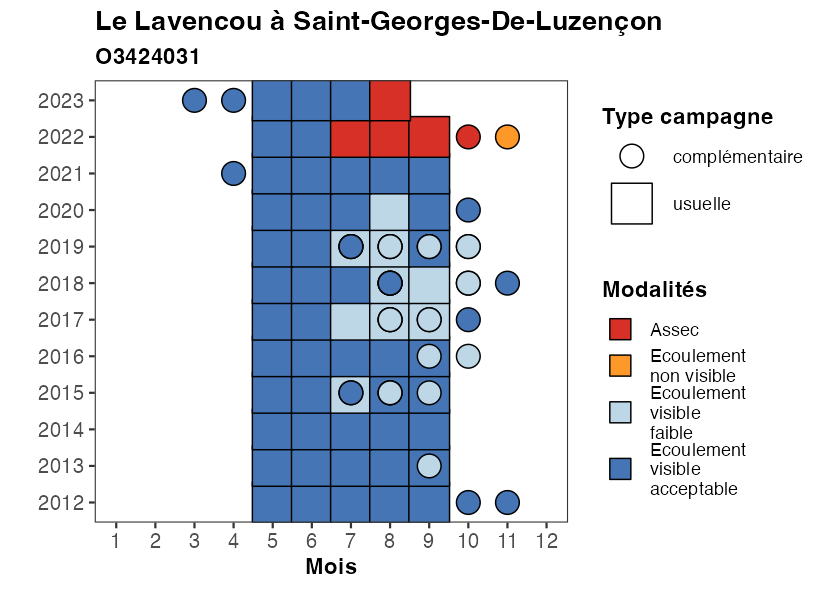 Le Lavencou à Saint-Georges-De-Luzençon
O3424031
2023
2022
2021
2020
2019
2018
2017
2016
2015
2014
2013
2012
1 2 3 4 5 6 7 8 9 10 11 12
Mois
Type campagne
complémentaire
usuelle
Modalités
Assec
Ecoulement
non visible
Ecoulement
visible
faible
Ecoulement
visible
acceptable